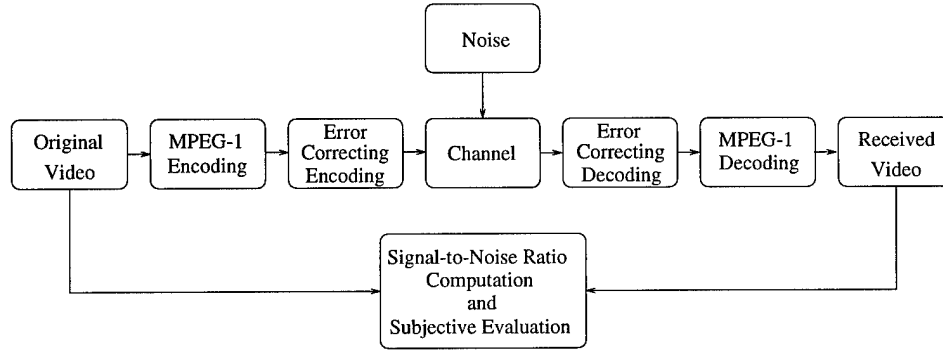 Noise
Original
Video
MPEG-1
Encoding
Error
Correcting
Encoding
Channel
Error
Correcting
Decoding
MPEG-1
Decoding
Received
Video
Signal-to-Noise Ratio
Computation
and
Subjective Evaluation